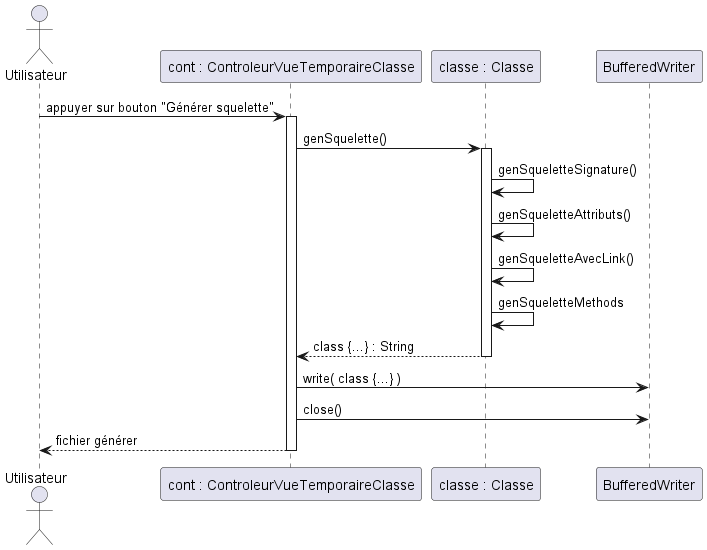 Utilisateur
cont : ControleurVueTemporaireClasse
classe : Classe
BufferedWriter
appuyer sur bouton "Générer squelette"
genSquelette()
genSqueletteSignature()
genSqueletteAttributs()
genSqueletteAvecLink()
genSqueletteMethods
class {...} : String
write( class {...} )
close()
fichier générer
Utilisateur
cont : ControleurVueTemporaireClasse
classe : Classe
BufferedWriter